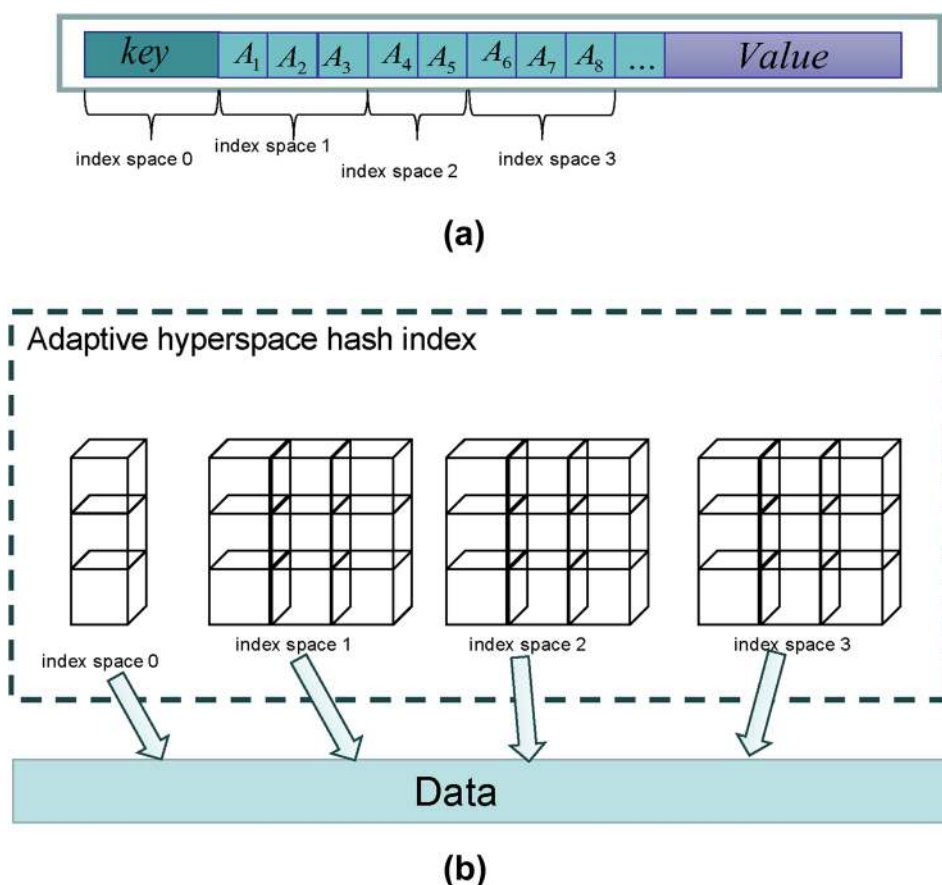 key A₁ A₂ A₃ A₄ A₅ A₆ A₇ A₈ ... Value
index space 0 index space 1 index space 2 index space 3
(a)
Adaptive hyperspace hash index
index space 0 index space 1 index space 2 index space 3
Data
(b)